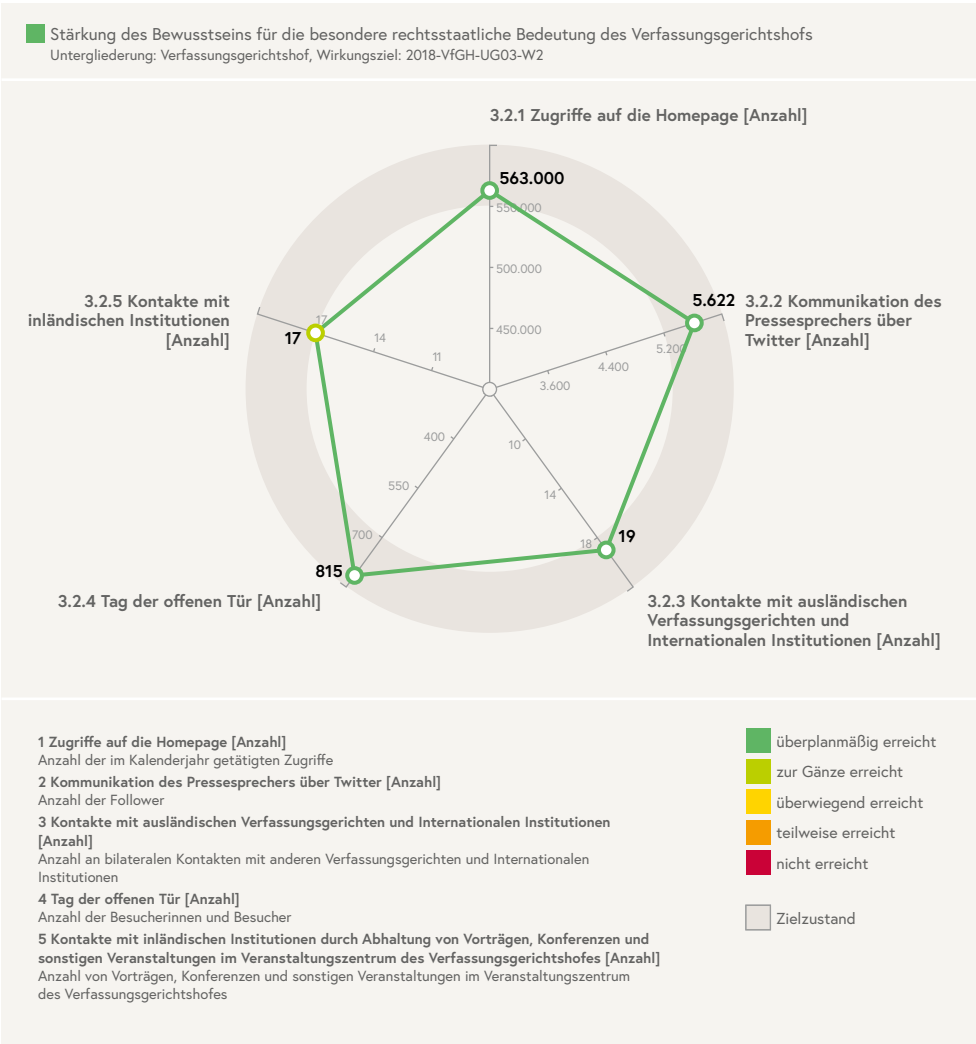 Stärkung des Bewusstseins für die besondere rechtsstaatliche Bedeutung des Verfassungsgerichtshofs
Untergliederung: Verfassungsgerichtshof, Wirkungsziel: 2018-VfGH-UG03-W2
3.2.1 Zugriffe auf die Homepage [Anzahl]
563.000
550.000
500.000
450.000
5.622
3.2.2 Kommunikation des
Pressesprechers über
Twitter [Anzahl]
5.200
4.400
3.600
3.2.5 Kontakte mit
inländischen Institutionen
[Anzahl]
17
17
14
11
10
14
18
19
3.2.3 Kontakte mit ausländischen
Verfassungsgerichten und
Internationalen Institutionen [Anzahl]
400
550
700
815
3.2.4 Tag der offenen Tür [Anzahl]
1 Zugriffe auf die Homepage [Anzahl]
Anzahl der im Kalenderjahr getätigten Zugriffe
2 Kommunikation des Pressesprechers über Twitter [Anzahl]
Anzahl der Follower
3 Kontakte mit ausländischen Verfassungsgerichten und Internationalen Institutionen
[Anzahl]
Anzahl an bilateralen Kontakten mit anderen Verfassungsgerichten und Internationalen
Institutionen
4 Tag der offenen Tür [Anzahl]
Anzahl der Besucherinnen und Besucher
5 Kontakte mit inländischen Institutionen durch Abhaltung von Vorträgen, Konferenzen und
sonstigen Veranstaltungen im Veranstaltungszentrum des Verfassungsgerichtshofes [Anzahl]
Anzahl von Vorträgen, Konferenzen und sonstigen Veranstaltungen im Veranstaltungszentrum
des Verfassungsgerichtshofes
überplanmäßig erreicht
zur Gänze erreicht
überwiegend erreicht
teilweise erreicht
nicht erreicht
Zielzustand